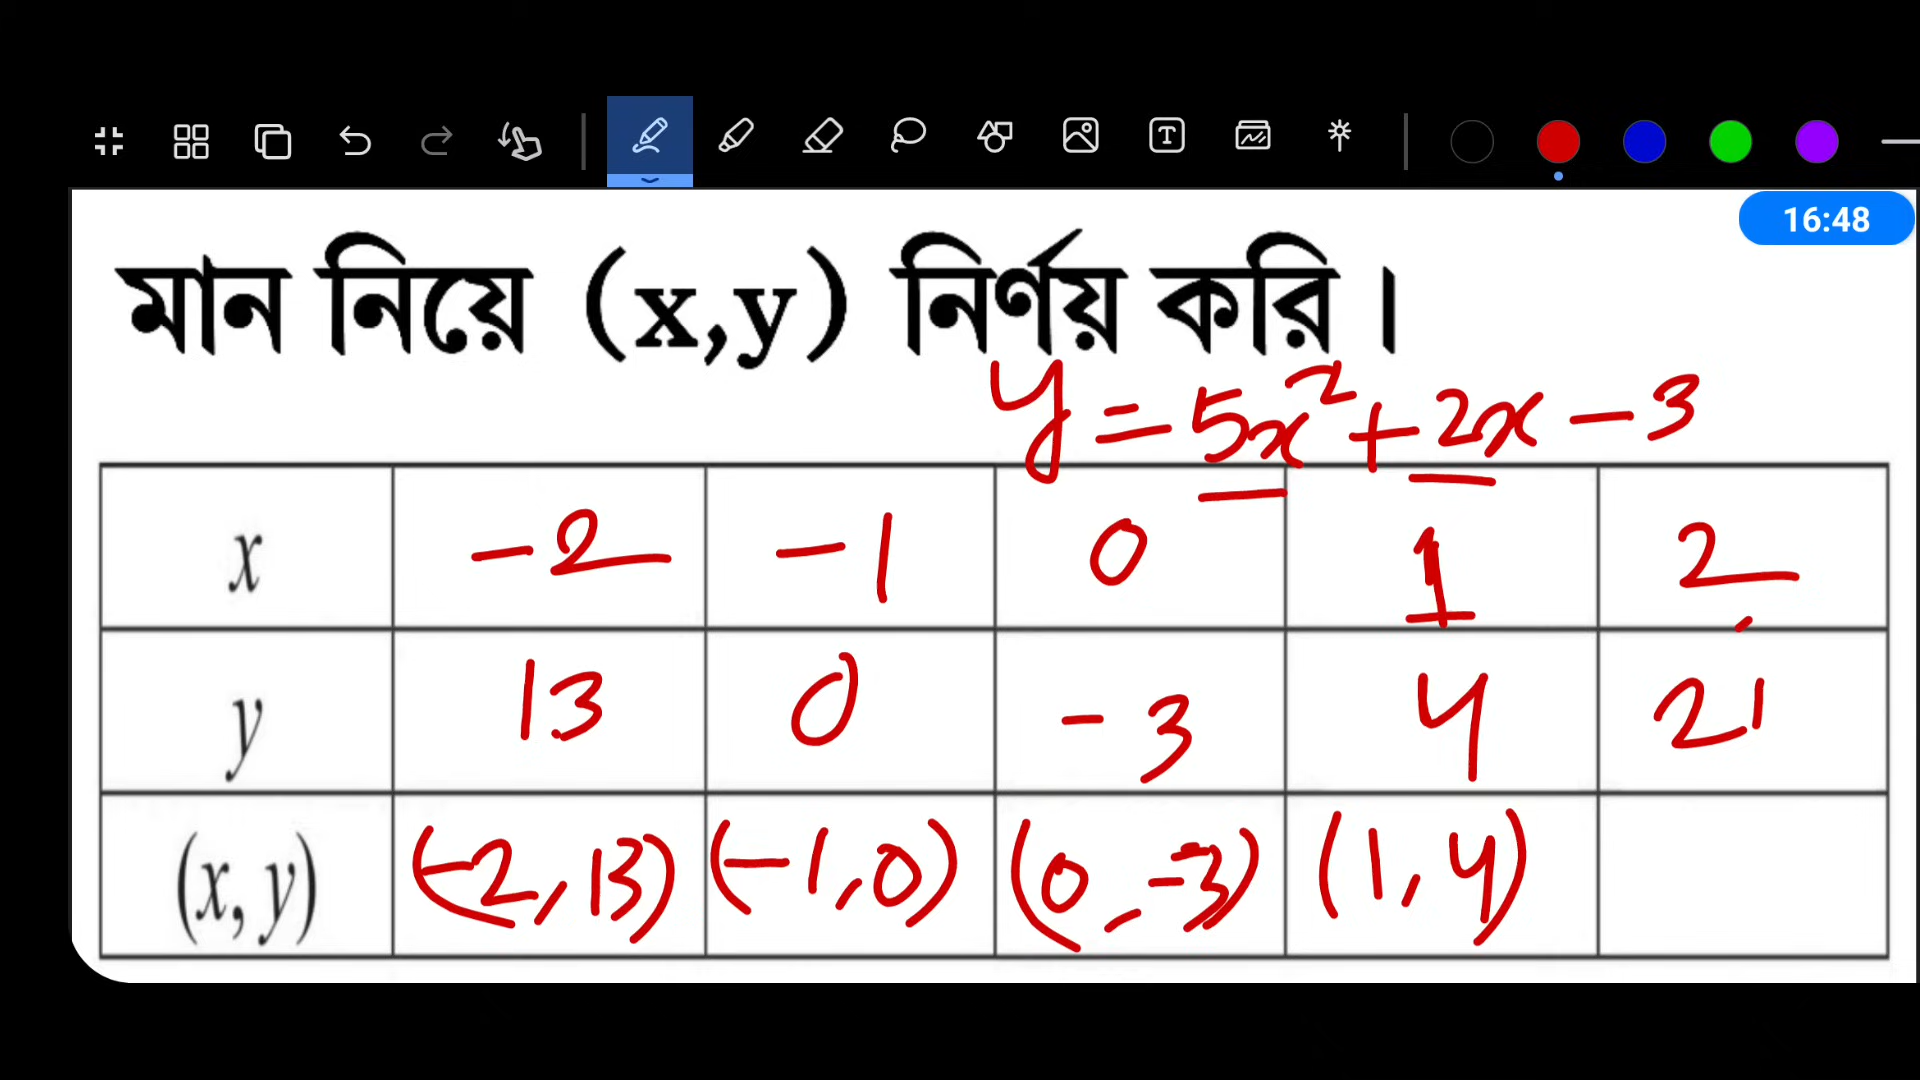 16:48
মান নিয়ে (x,y) নির্ণয় করি ।
y = 5x² + 2x - 3
x -2 -1 0 1 2
y 13 0 -3 4 21
(x, y) (-2, 13) (-1, 0) (0, -3) (1, 4)